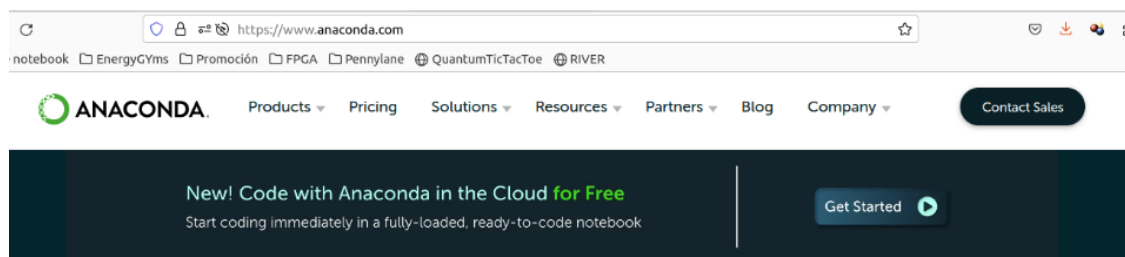 https://www.anaconda.com
notebook EnergyGYms Promoción FPGA Pennylane QuantumTicTacToe RIVER
ANACONDA. Products Pricing Solutions Resources Partners Blog Company Contact Sales
New! Code with Anaconda in the Cloud for Free
Start coding immediately in a fully-loaded, ready-to-code notebook
Get Started